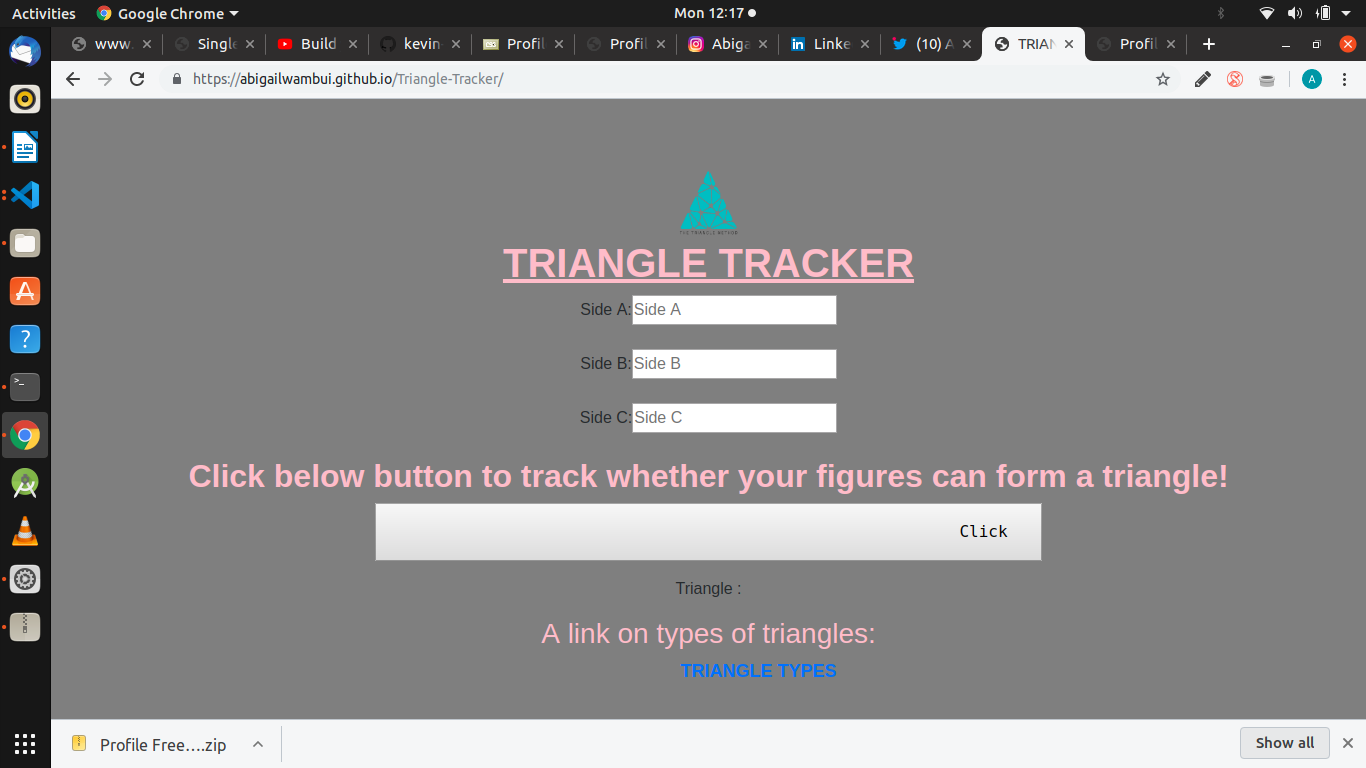 Activities Google Chrome Mon 12:17
www. Single Build kevin- Profil Profil Abiga Linke (10) A TRIAN Profil
https://abigailwambui.github.io/Triangle-Tracker/ A
THE TRIANGLE METHOD
TRIANGLE TRACKER
Side A: Side A
Side B: Side B
Side C: Side C
Click below button to track whether your figures can form a triangle!
Click
Triangle :
A link on types of triangles:
TRIANGLE TYPES
Profile Free....zip Show all